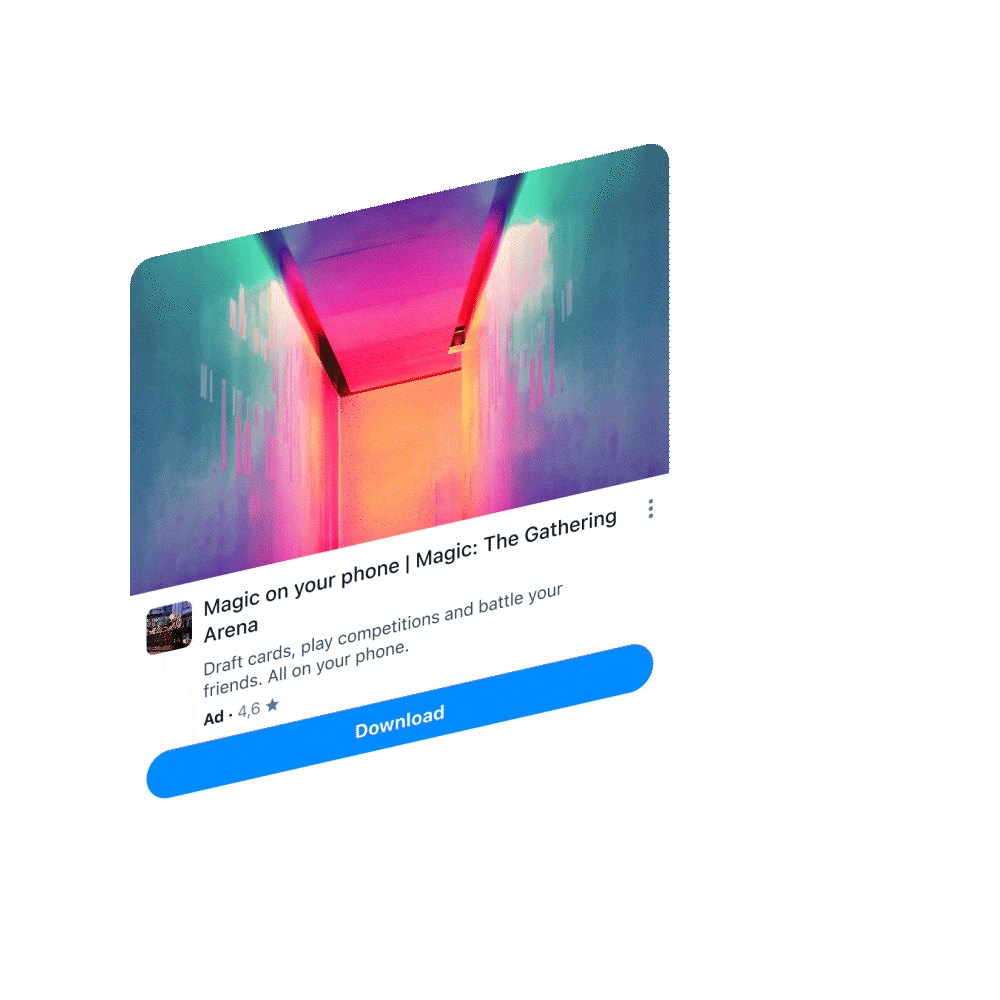 Magic on your phone | Magic: The Gathering
Arena
Draft cards, play competitions and battle your
friends. All on your phone.
Ad · 4,6 ★
Download